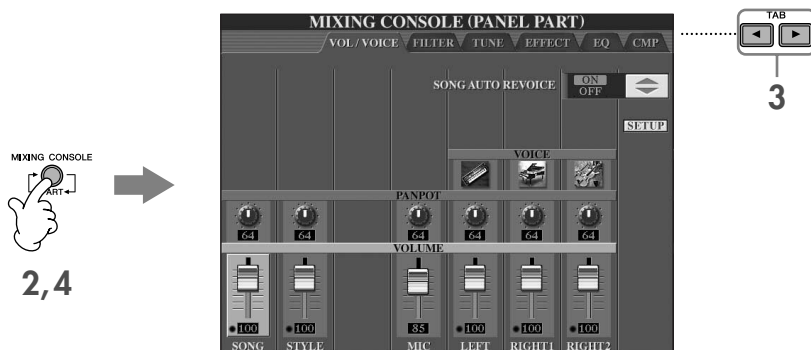 MIXING CONSOLE (PANEL PART)
VOL / VOICE FILTER TUNE EFFECT EQ CMP
TAB
3
SONG AUTO REVOICE ON
OFF
SETUP
VOICE
MIXING CONSOLE
ART
2, 4
PANPOT
64 64 64 64 64 64
VOLUME
100 100 85 100 100 100
SONG STYLE MIC LEFT RIGHT1 RIGHT2